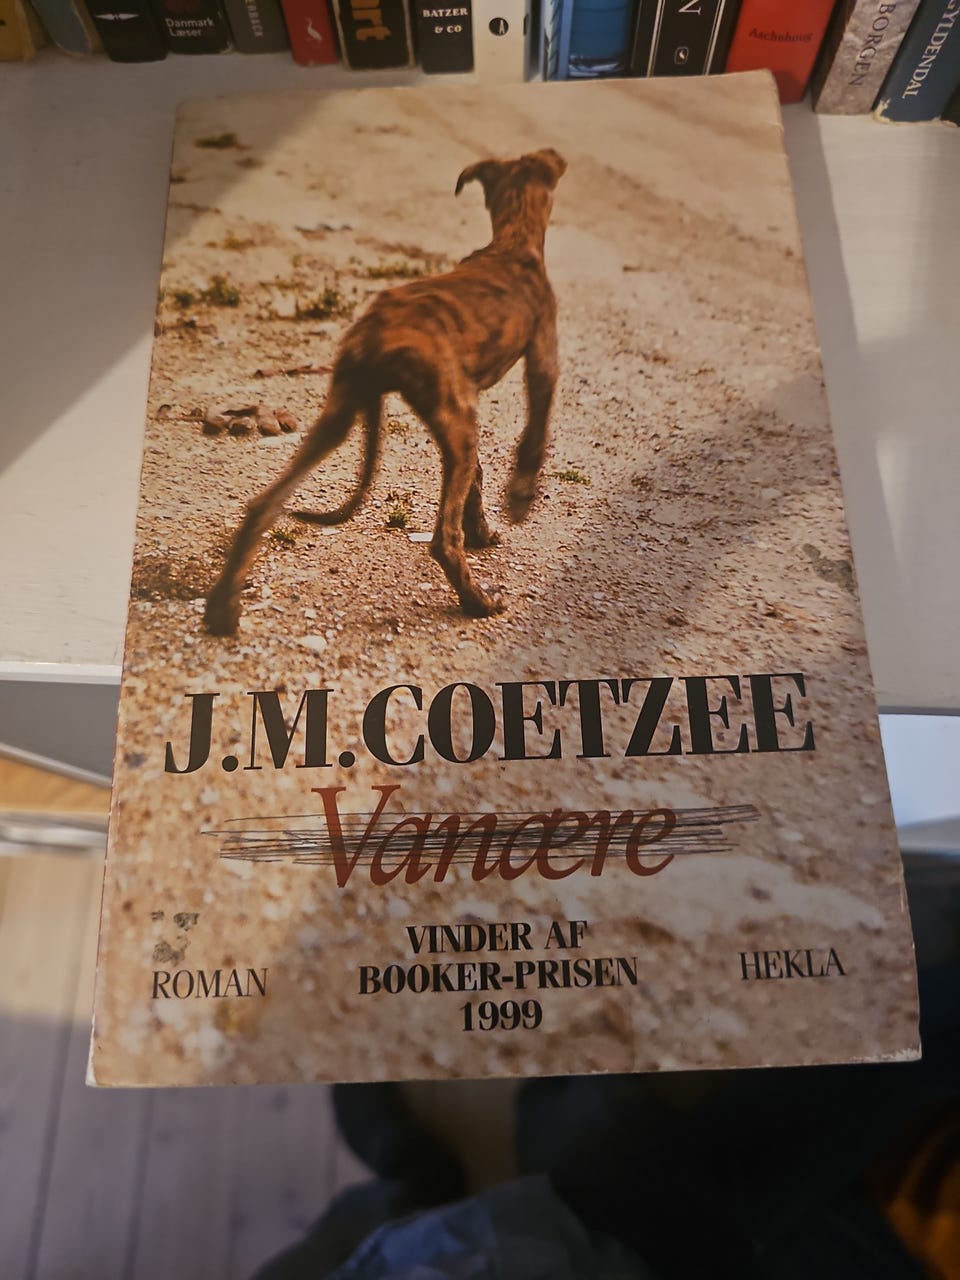 Danmark
Læser
BATZER
& CO
Aschehoug
BORGEN
GYLDENDAL
J.M. COETZEE
Vanære
VINDER AF
BOOKER-PRISEN
1999
ROMAN
HEKLA